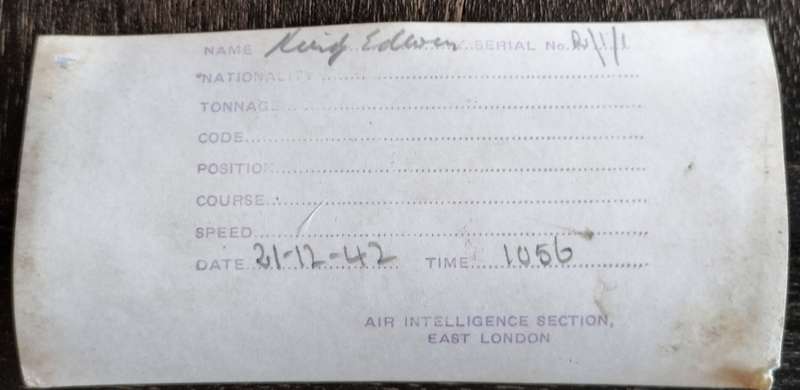 NAME King Edwin SERIAL No. R/1/1
*NATIONALITY
TONNAGE
CODE
POSITION
COURSE
SPEED
DATE 21-12-42 TIME 1056
AIR INTELLIGENCE SECTION,
EAST LONDON